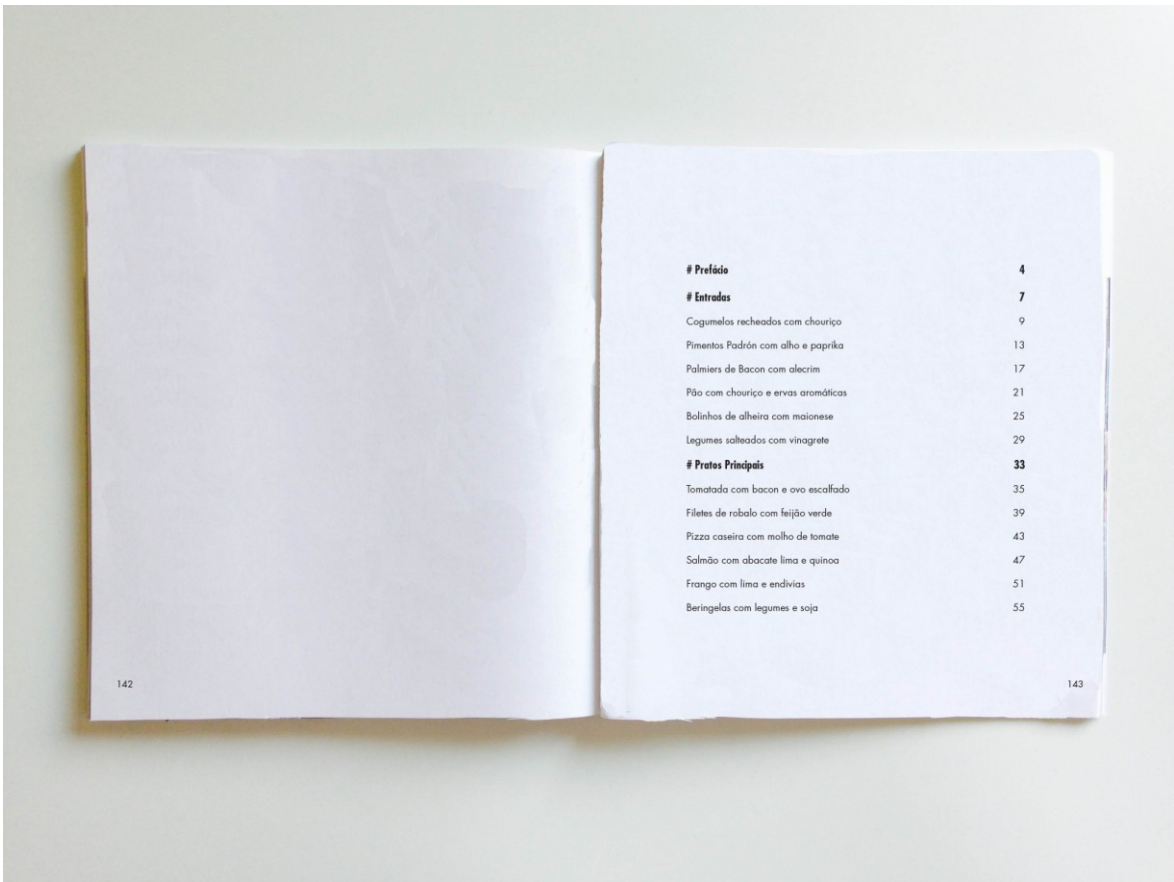 # Prefácio 4
# Entradas 7
Cogumelos recheados com chouriço 9
Pimentos Padrón com alho e paprika 13
Palmiers de Bacon com alecrim 17
Pão com chouriço e ervas aromáticas 21
Bolinhos de alheira com maionese 25
Legumes salteados com vinagrete 29
# Pratos Principais 33
Tomatada com bacon e ovo escalfado 35
Filetes de robalo com feijão verde 39
Pizza caseira com molho de tomate 43
Salmão com abacate lima e quinoa 47
Frango com lima e endivias 51
Beringelas com legumes e soja 55
142
143